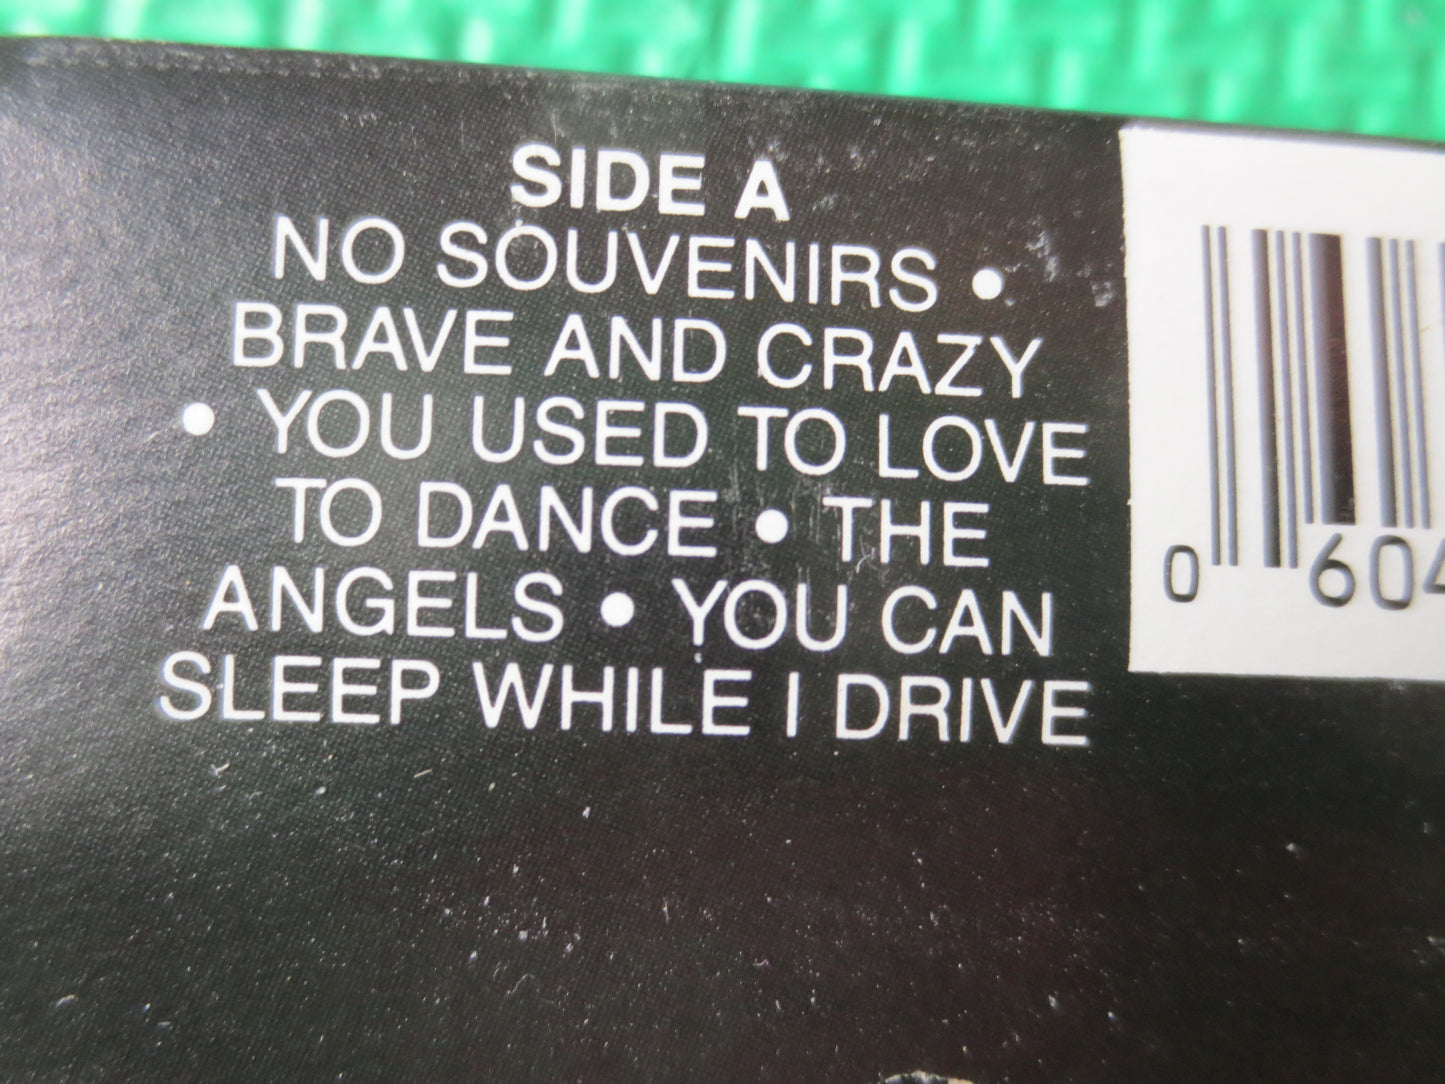 SIDE A
NO SOUVENIRS •
BRAVE AND CRAZY
• YOU USED TO LOVE
TO DANCE • THE
ANGELS • YOU CAN
SLEEP WHILE I DRIVE
0 604